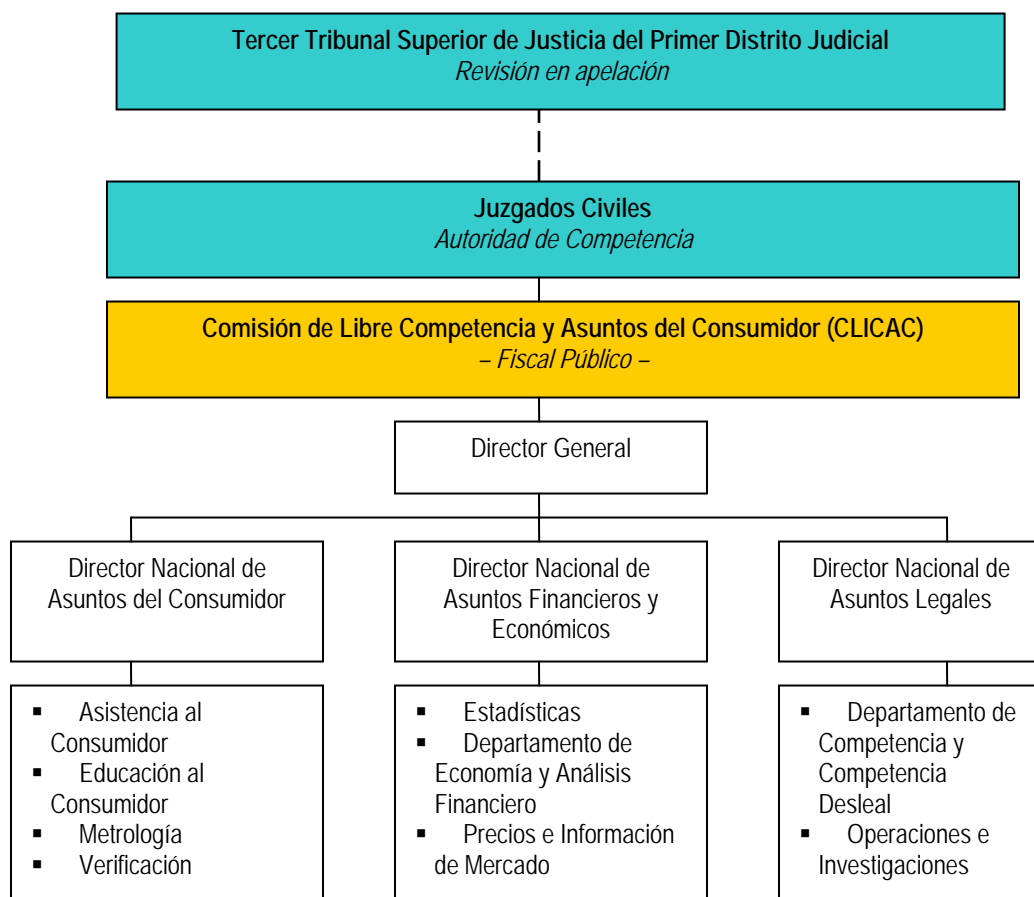 Tercer Tribunal Superior de Justicia del Primer Distrito Judicial
Revisión en apelación
Juzgados Civiles
Autoridad de Competencia
Comisión de Libre Competencia y Asuntos del Consumidor (CLICAC)
– Fiscal Público –
Director General
Director Nacional de
Asuntos del Consumidor
Director Nacional de
Asuntos Financieros y
Económicos
Director Nacional de
Asuntos Legales
▪ Asistencia al
Consumidor
▪ Educación al
Consumidor
▪ Metrología
▪ Verificación
▪ Estadísticas
▪ Departamento de
Economía y Análisis
Financiero
▪ Precios e Información
de Mercado
▪ Departamento de
Competencia y
Competencia
Desleal
▪ Operaciones e
Investigaciones